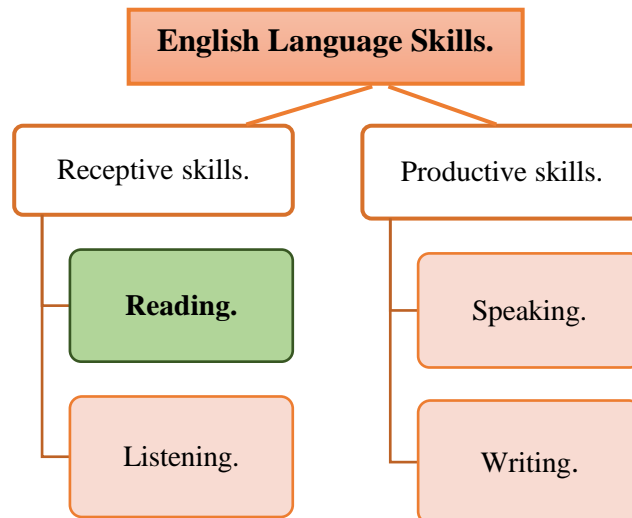 English Language Skills.
Receptive skills.
Reading.
Listening.
Productive skills.
Speaking.
Writing.